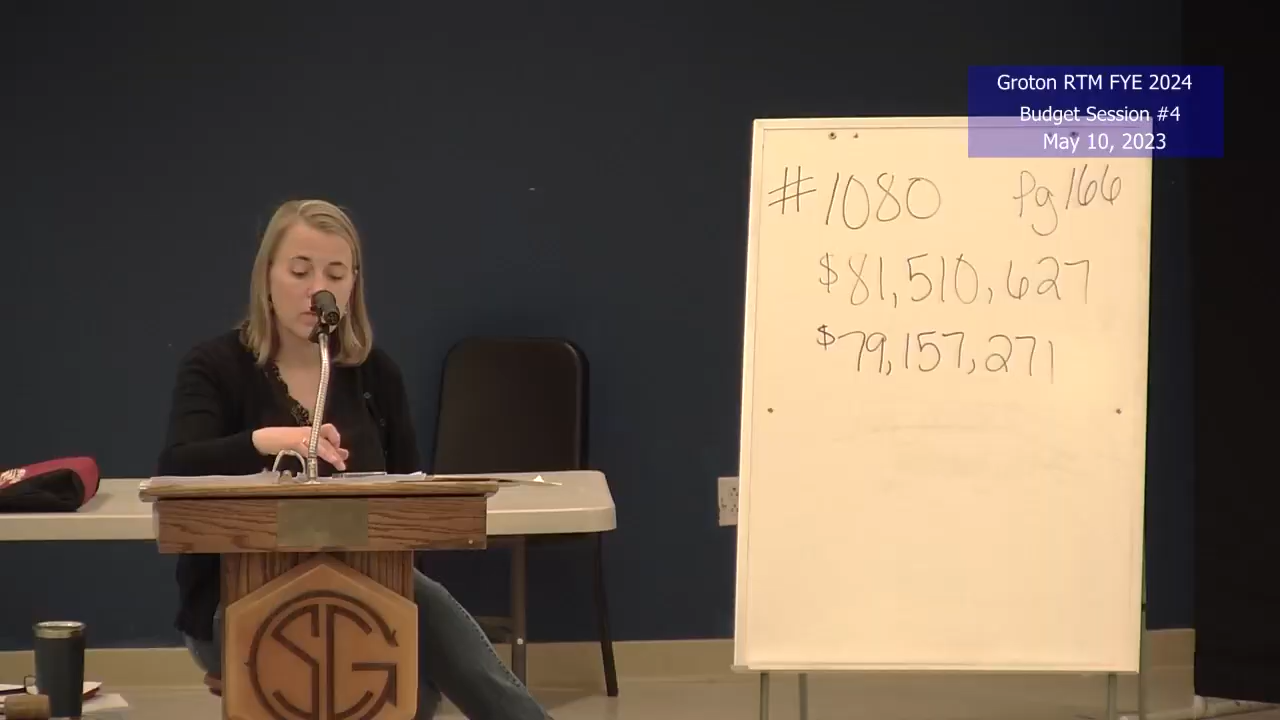 Groton RTM FYE 2024
Budget Session #4
May 10, 2023
#1080 Pg 166
$81,510,627
$79,157,271
SG